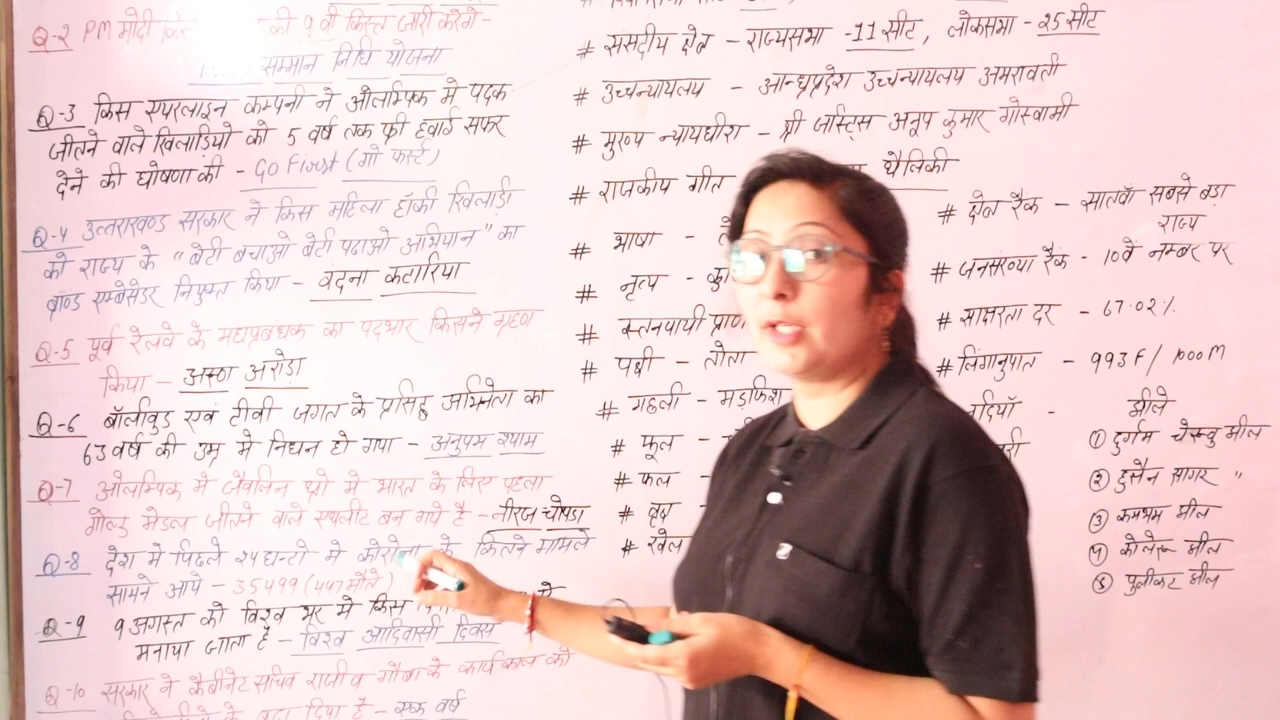 Q-2 PM मोदी की 9 वी किस्त जारी करेंगे -
सम्मान निधि योजना
Q-3 किस एयरलाइन कम्पनी ने ओलम्पिक मे पदक
जीतने वाले खिलाड़ियो को 5 वर्ष तक फ्री हवाई सफर
देने की घोषणा की - Go First (गो फर्स्ट)
Q-4 उत्तराखण्ड सरकार ने किस महिला हॉकी खिलाड़ी
को राज्य के "बेटी बचाओ बेटी पढाओ अभियान" का
ब्राण्ड एम्बेसेडर नियुक्त किया - वंदना कटारिया
Q-5 पूर्व रेलवे के महाप्रबंधक का पदभार किसने ग्रहण
किया - अरुण अरोड़ा
Q-6 बॉलीवुड एवं टीवी जगत के प्रसिद्ध अभिनेता का
63 वर्ष की उम्र मे निधन हो गया - अनुपम श्याम
Q-7 ओलम्पिक मे जैवलिन थ्रो मे भारत के लिए पहला
गोल्ड मेडल जीतने वाले एथलीट बन गये है - नीरज चोपडा
Q-8 देश मे पिछले 24 घन्टो मे कोरोना के कितने मामले
सामने आये - 35499 (447 मौते)
Q-9 9 अगस्त को विश्व भर मे किस
मनाया जाता है - विश्व आदिवासी दिवस
Q-10 सरकार ने कैबीनेट सचिव राजीव गौबा के कार्यकाल को
बढा दिया है - एक वर्ष
# संसदीय क्षेत्र - राज्यसभा - 11 सीट, लोकसभा - 25 सीट
# उच्चन्यायलय - आन्ध्रप्रदेश उच्चन्यायलय अमरावती
# मुख्य न्यायधीश - श्री जस्टिस अनूप कुमार गोस्वामी
# राजकीय गीत - थैलिकी
# भाषा - ते
# नृत्य - कु
# स्तनपायी प्राण
# पक्षी - तोता
# मछली -
# फूल -
# फल -
# वृक्ष -
# खेल
# क्षेत्र रैंक - सातवाँ सबसे बड़ा
राज्य
# जनसंख्या रैंक - 10वे नम्बर पर
# साक्षरता दर - 67.02%
# लिंगानुपात - 993F/1000M
नदियाँ - झीले
① दुर्गम चेरूवु झील
② हुसैन सागर "
③ कमभम झील
④ कोलेरू झील
⑤ पुलीकट झील